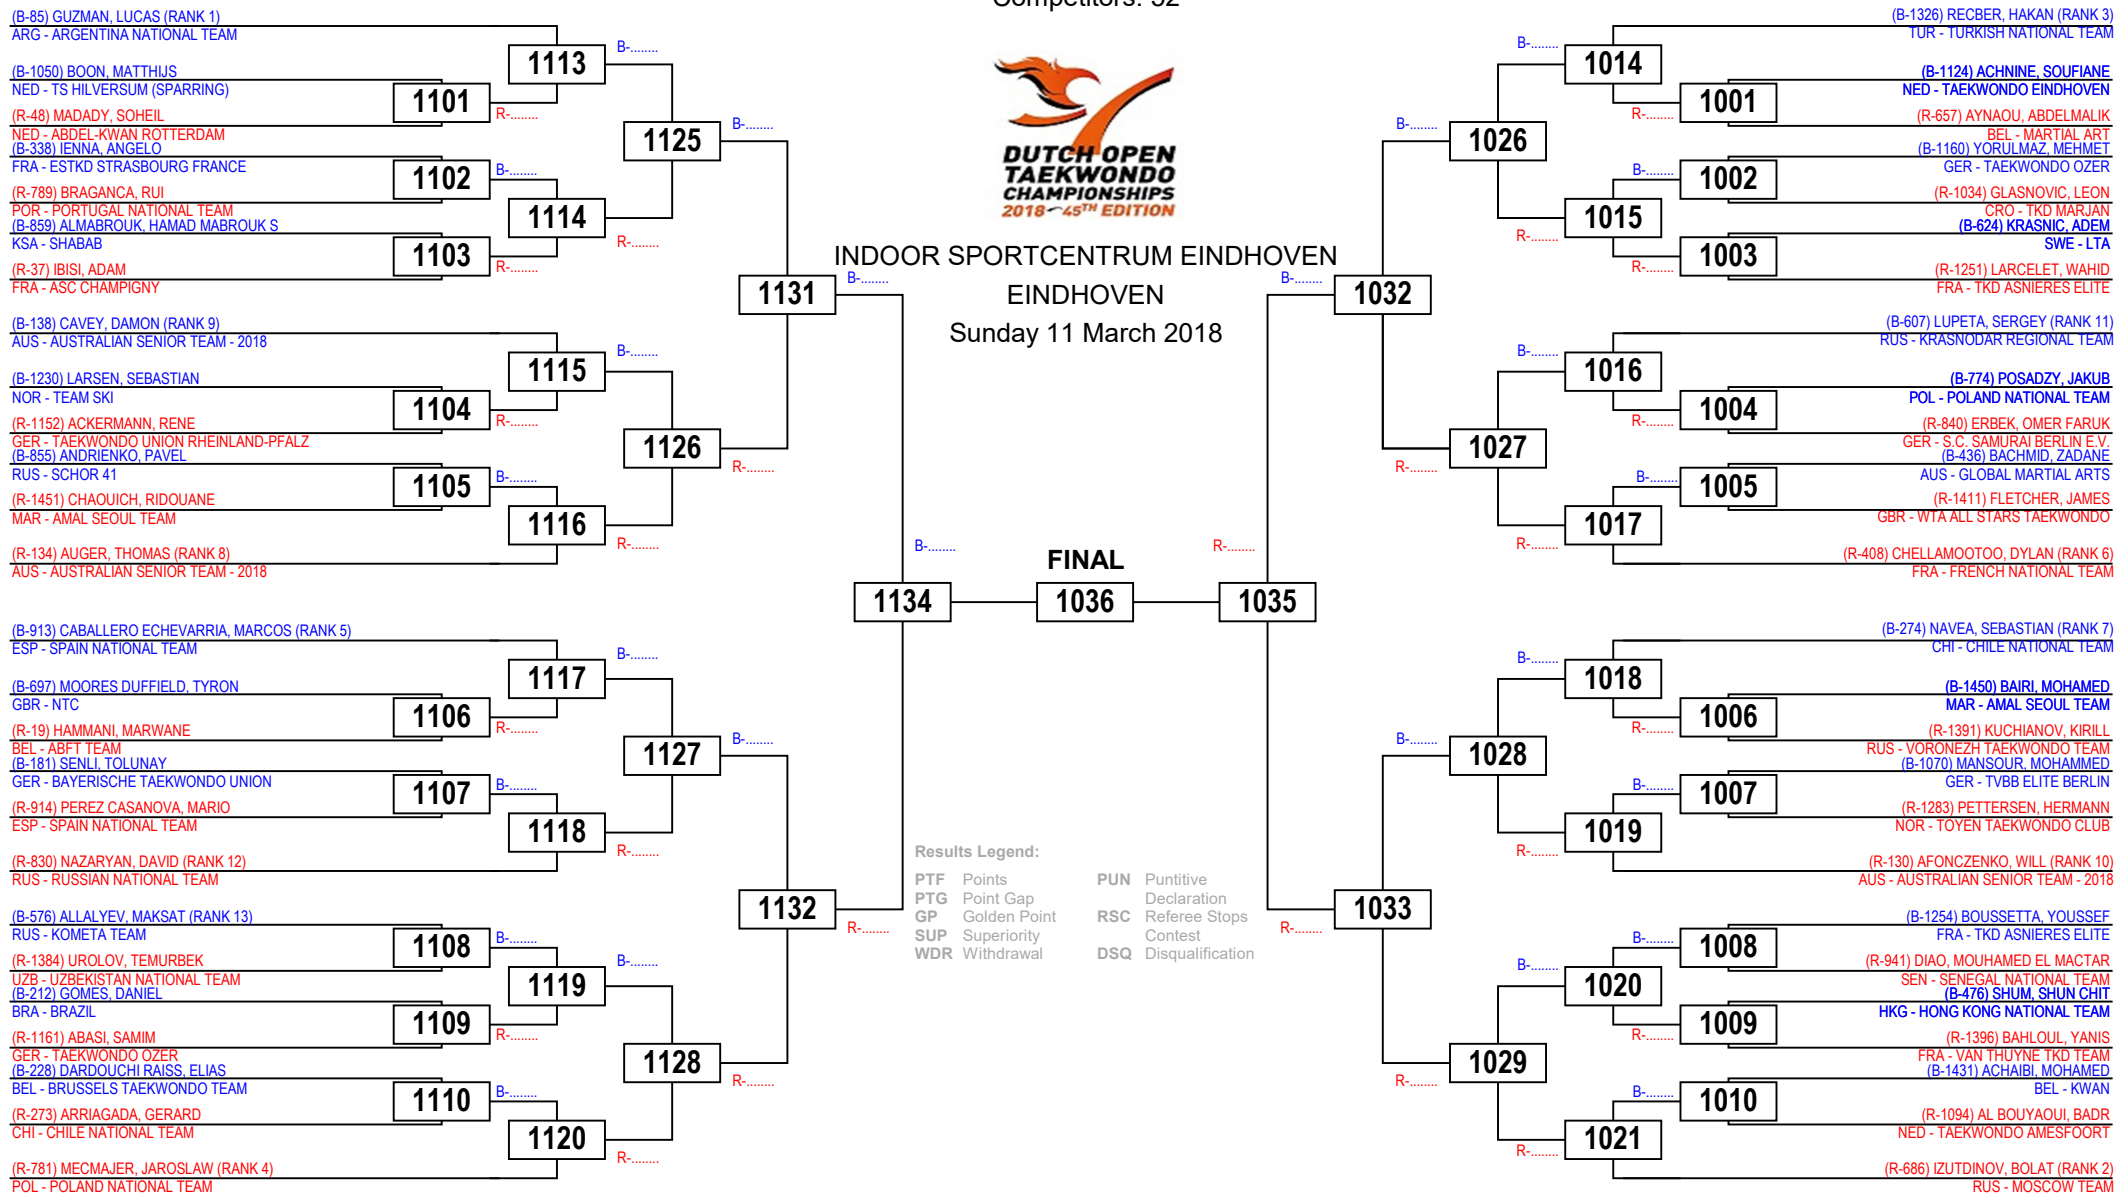 Competitors: 52
(B-85) GUZMAN, LUCAS (RANK 1)
ARG - ARGENTINA NATIONAL TEAM
1113
B-........
(B-1050) BOON, MATTHIJS
NED - TS HILVERSUM (SPARRING)
1101
R-........
(R-48) MADADY, SOHEIL
NED - ABDEL-KWAN ROTTERDAM
1125
B-........
(B-338) IENNA, ANGELO
FRA - ESTKD STRASBOURG FRANCE
1102
B-........
(R-789) BRAGANCA, RUI
POR - PORTUGAL NATIONAL TEAM
1114
R-........
(B-859) ALMABROUK, HAMAD MABROUK S
KSA - SHABAB
1103
R-........
(R-37) IBISI, ADAM
FRA - ASC CHAMPIGNY
1131
B-........
(B-138) CAVEY, DAMON (RANK 9)
AUS - AUSTRALIAN SENIOR TEAM - 2018
1115
B-........
(B-1230) LARSEN, SEBASTIAN
NOR - TEAM SKI
1104
R-........
(R-1152) ACKERMANN, RENE
GER - TAEKWONDO UNION RHEINLAND-PFALZ
1126
R-........
(B-855) ANDRIENKO, PAVEL
RUS - SCHOR 41
1105
B-........
(R-1451) CHAOUICH, RIDOUANE
MAR - AMAL SEOUL TEAM
1116
R-........
(R-134) AUGER, THOMAS (RANK 8)
AUS - AUSTRALIAN SENIOR TEAM - 2018
1134
B-........
(B-913) CABALLERO ECHEVARRIA, MARCOS (RANK 5)
ESP - SPAIN NATIONAL TEAM
1117
B-........
(B-697) MOORES DUFFIELD, TYRON
GBR - NTC
1106
R-........
(R-19) HAMMANI, MARWANE
BEL - ABFT TEAM
1127
B-........
(B-181) SENLI, TOLUNAY
GER - BAYERISCHE TAEKWONDO UNION
1107
B-........
(R-914) PEREZ CASANOVA, MARIO
ESP - SPAIN NATIONAL TEAM
1118
R-........
(R-830) NAZARYAN, DAVID (RANK 12)
RUS - RUSSIAN NATIONAL TEAM
1132
R-........
(B-576) ALLALYEV, MAKSAT (RANK 13)
RUS - KOMETA TEAM
1108
B-........
(R-1384) UROLOV, TEMURBEK
UZB - UZBEKISTAN NATIONAL TEAM
1119
B-........
(B-212) GOMES, DANIEL
BRA - BRAZIL
1109
R-........
(R-1161) ABASI, SAMIM
GER - TAEKWONDO OZER
1128
R-........
(B-228) DARDOUCHI RAISS, ELIAS
BEL - BRUSSELS TAEKWONDO TEAM
1110
B-........
(R-273) ARRIAGADA, GERARD
CHI - CHILE NATIONAL TEAM
1120
R-........
(R-781) MECMAJER, JAROSLAW (RANK 4)
POL - POLAND NATIONAL TEAM
DUTCH OPEN
TAEKWONDO
CHAMPIONSHIPS
2018 - 45TH EDITION
INDOOR SPORTCENTRUM EINDHOVEN
EINDHOVEN
Sunday 11 March 2018
FINAL
1036
Results Legend:
PTF Points
PTG Point Gap
GP Golden Point
SUP Superiority
WDR Withdrawal
PUN Puntitive
Declaration
RSC Referee Stops
Contest
DSQ Disqualification
(B-1326) RECBER, HAKAN (RANK 3)
TUR - TURKISH NATIONAL TEAM
B-........
1014
(B-1124) ACHNINE, SOUFIANE
NED - TAEKWONDO EINDHOVEN
R-........
1001
(R-657) AYNAOU, ABDELMALIK
BEL - MARTIAL ART
B-........
1026
(B-1160) YORULMAZ, MEHMET
GER - TAEKWONDO OZER
B-........
1002
(R-1034) GLASNOVIC, LEON
CRO - TKD MARJAN
R-........
1015
(B-624) KRASNIC, ADEM
SWE - LTA
R-........
1003
(R-1251) LARCELET, WAHID
FRA - TKD ASNIERES ELITE
B-........
1032
(B-607) LUPETA, SERGEY (RANK 11)
RUS - KRASNODAR REGIONAL TEAM
B-........
1016
(B-774) POSADZY, JAKUB
POL - POLAND NATIONAL TEAM
R-........
1004
(R-840) ERBEK, OMER FARUK
GER - S.C. SAMURAI BERLIN E.V.
R-........
1027
(B-436) BACHMID, ZADANE
AUS - GLOBAL MARTIAL ARTS
B-........
1005
(R-1411) FLETCHER, JAMES
GBR - WTA ALL STARS TAEKWONDO
R-........
1017
(R-408) CHELLAMOOTOO, DYLAN (RANK 6)
FRA - FRENCH NATIONAL TEAM
R-........
1035
(B-274) NAVEA, SEBASTIAN (RANK 7)
CHI - CHILE NATIONAL TEAM
B-........
1018
(B-1450) BAIRI, MOHAMED
MAR - AMAL SEOUL TEAM
R-........
1006
(R-1391) KUCHIANOV, KIRILL
RUS - VORONEZH TAEKWONDO TEAM
B-........
1028
(B-1070) MANSOUR, MOHAMMED
GER - TVBB ELITE BERLIN
B-........
1007
(R-1283) PETTERSEN, HERMANN
NOR - TOYEN TAEKWONDO CLUB
R-........
1019
(R-130) AFONCZENKO, WILL (RANK 10)
AUS - AUSTRALIAN SENIOR TEAM - 2018
R-........
1033
(B-1254) BOUSSETTA, YOUSSEF
FRA - TKD ASNIERES ELITE
B-........
1008
(R-941) DIAO, MOUHAMED EL MACTAR
SEN - SENEGAL NATIONAL TEAM
B-........
1020
(B-476) SHUM, SHUN CHIT
HKG - HONG KONG NATIONAL TEAM
R-........
1009
(R-1396) BAHLOUL, YANIS
FRA - VAN THUYNE TKD TEAM
R-........
1029
(B-1431) ACHAIBI, MOHAMED
BEL - KWAN
B-........
1010
(R-1094) AL BOUYAOUI, BADR
NED - TAEKWONDO AMESFOORT
R-........
1021
(R-686) IZUTDINOV, BOLAT (RANK 2)
RUS - MOSCOW TEAM